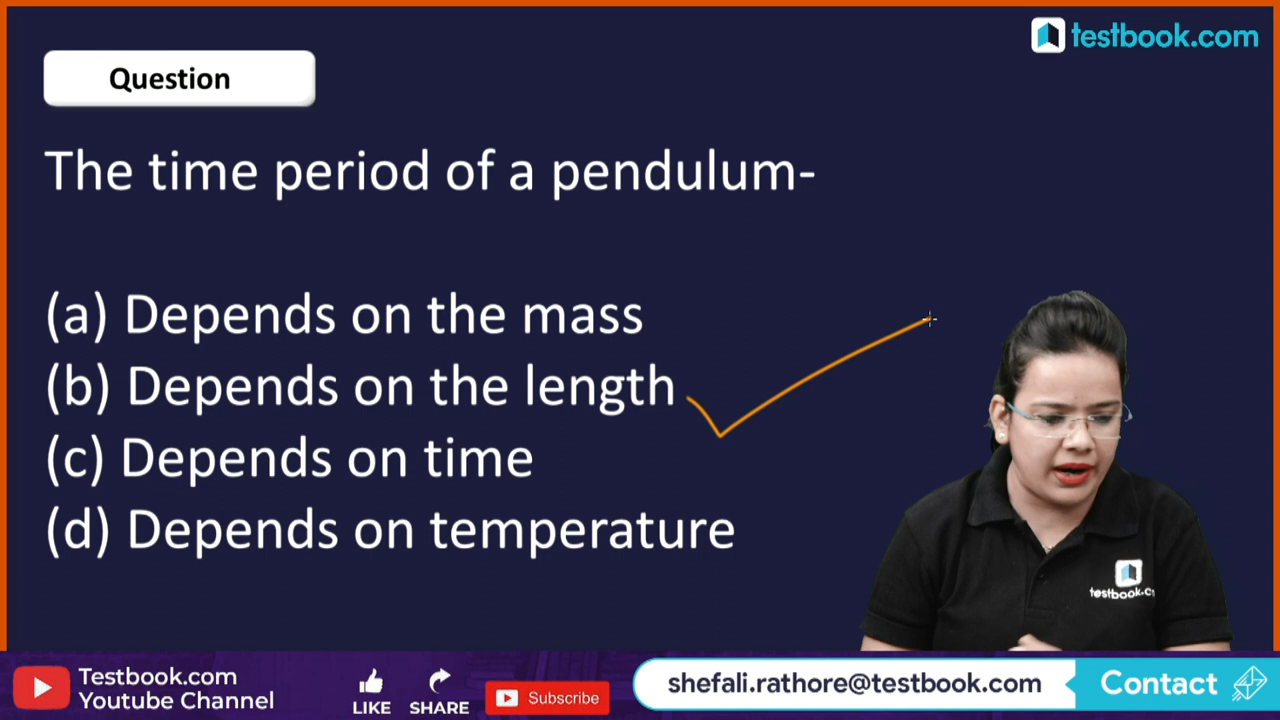 testbook.com
Question
The time period of a pendulum-
(a) Depends on the mass
(b) Depends on the length
(c) Depends on time
(d) Depends on temperature
testbook.c
Testbook.com
Youtube Channel
LIKE
SHARE
Subscribe
shefali.rathore@testbook.com
Contact